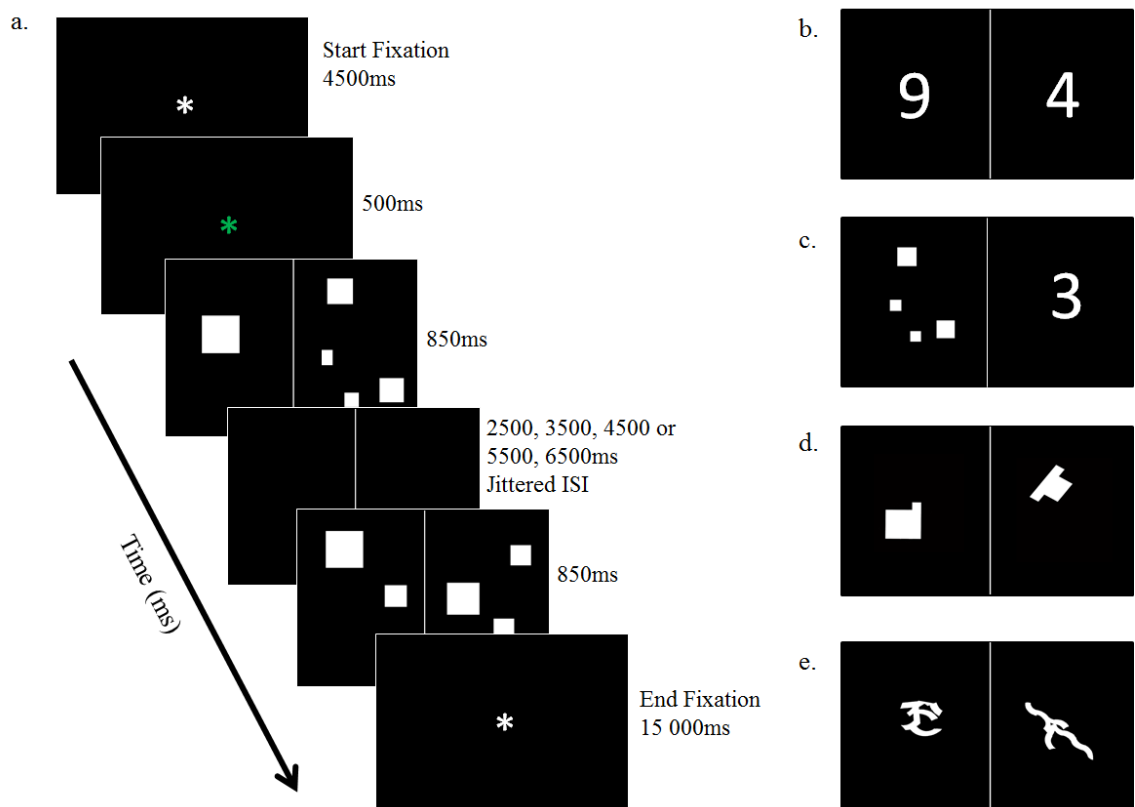 a.
Start Fixation
4500ms
*
500ms
*
850ms
2500, 3500, 4500 or
5500, 6500ms
Jittered ISI
850ms
Time (ms)
End Fixation
15 000ms
*
b.
9 4
c.
3
d.
e.